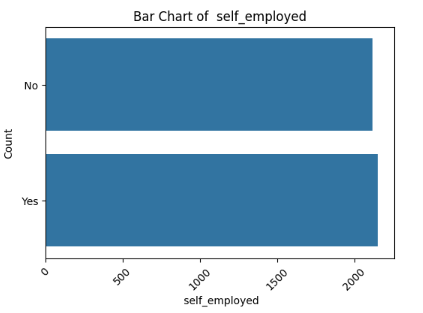 Bar Chart of  self_employed
Count
No
Yes
0
500
1000
1500
2000
self_employed